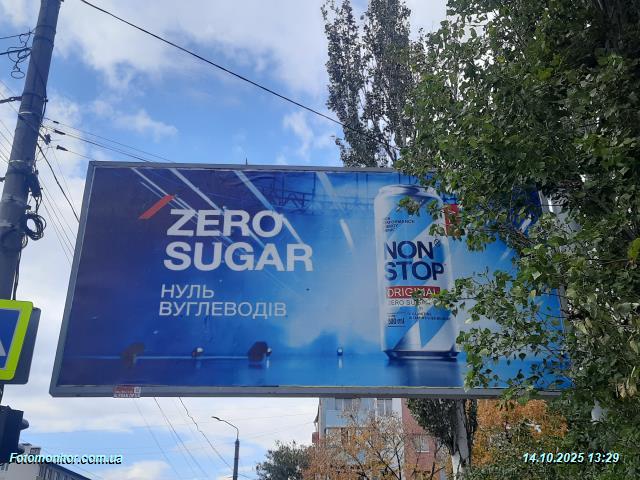 ZERO
SUGAR
НУЛЬ
ВУГЛЕВОДІВ
NON
STOP
ORIGINAL
ZERO SUGAR
500 ml
Fotomonitor.com.ua
14.10.2025 13:29